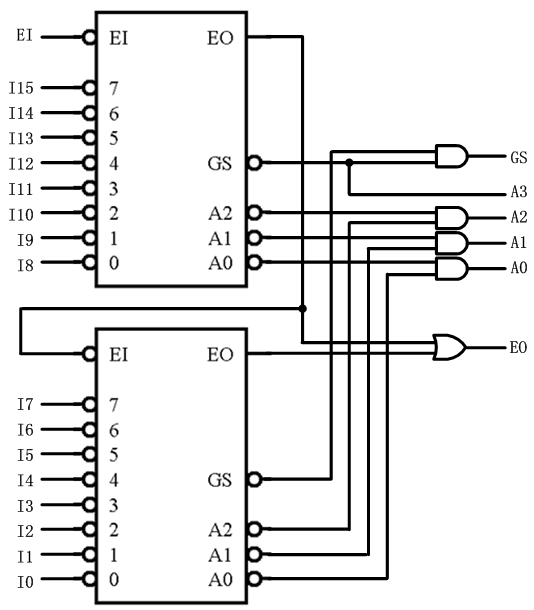 EI EI EO
I15 7
I14 6
I13 5
I12 4 GS GS
I11 3 A3
I10 2 A2 A2
I9 1 A1 A1
I8 0 A0 A0
EI EO EO
I7 7
I6 6
I5 5
I4 4 GS
I3 3
I2 2 A2
I1 1 A1
I0 0 A0